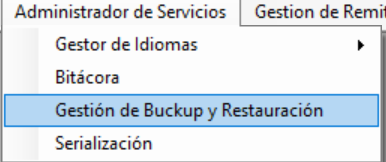 Administrador de Servicios Gestion de Remit
Gestor de Idiomas
Bitácora
Gestión de Buckup y Restauración
Serialización